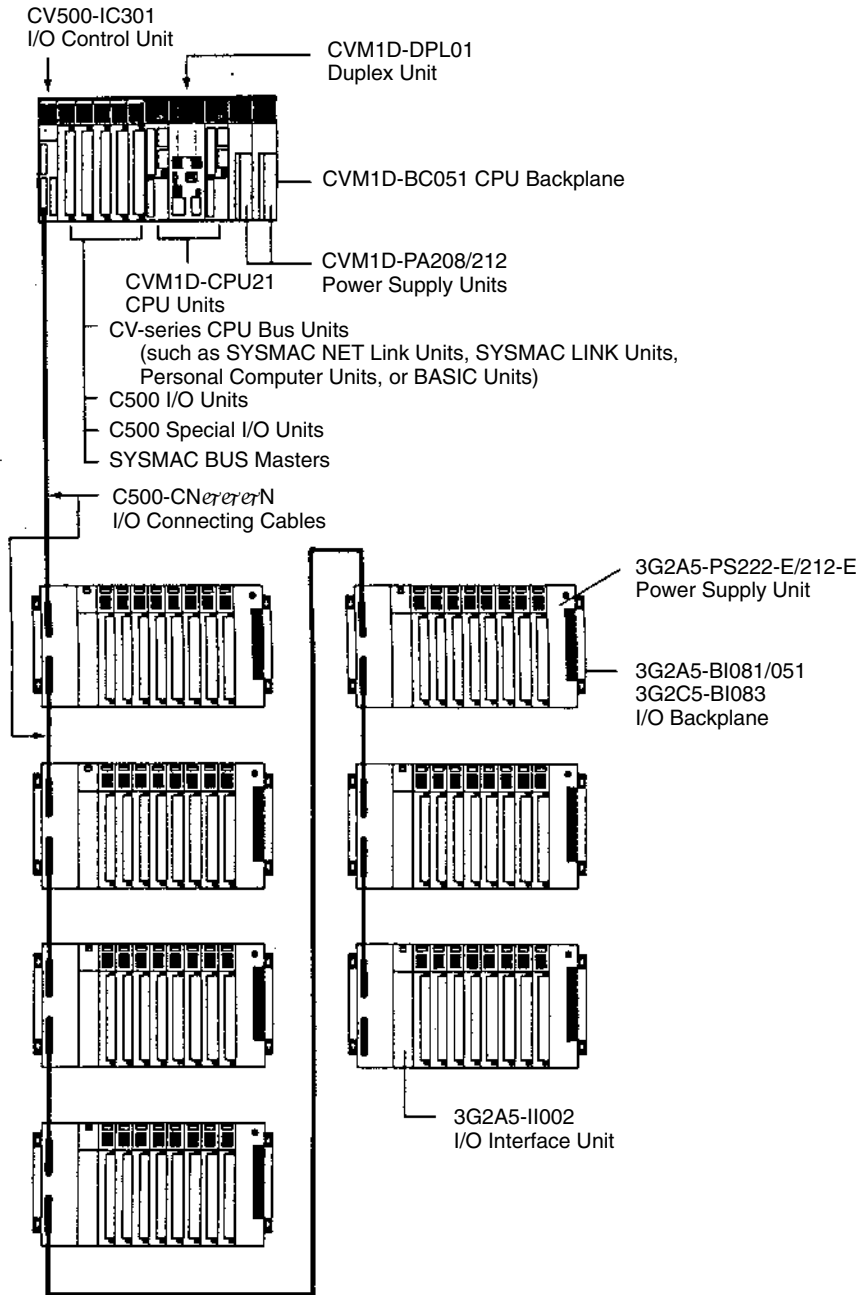 CV500-IC301
I/O Control Unit
CVM1D-DPL01
Duplex Unit
CVM1D-BC051 CPU Backplane
CVM1D-PA208/212
Power Supply Units
CVM1D-CPU21
CPU Units
CV-series CPU Bus Units
(such as SYSMAC NET Link Units, SYSMAC LINK Units,
Personal Computer Units, or BASIC Units)
C500 I/O Units
C500 Special I/O Units
SYSMAC BUS Masters
I/O Connecting Cables
3G2A5-PS222-E/212-E
Power Supply Unit
3G2A5-BI081/051
3G2C5-BI083
I/O Backplane
3G2A5-II002
I/O Interface Unit